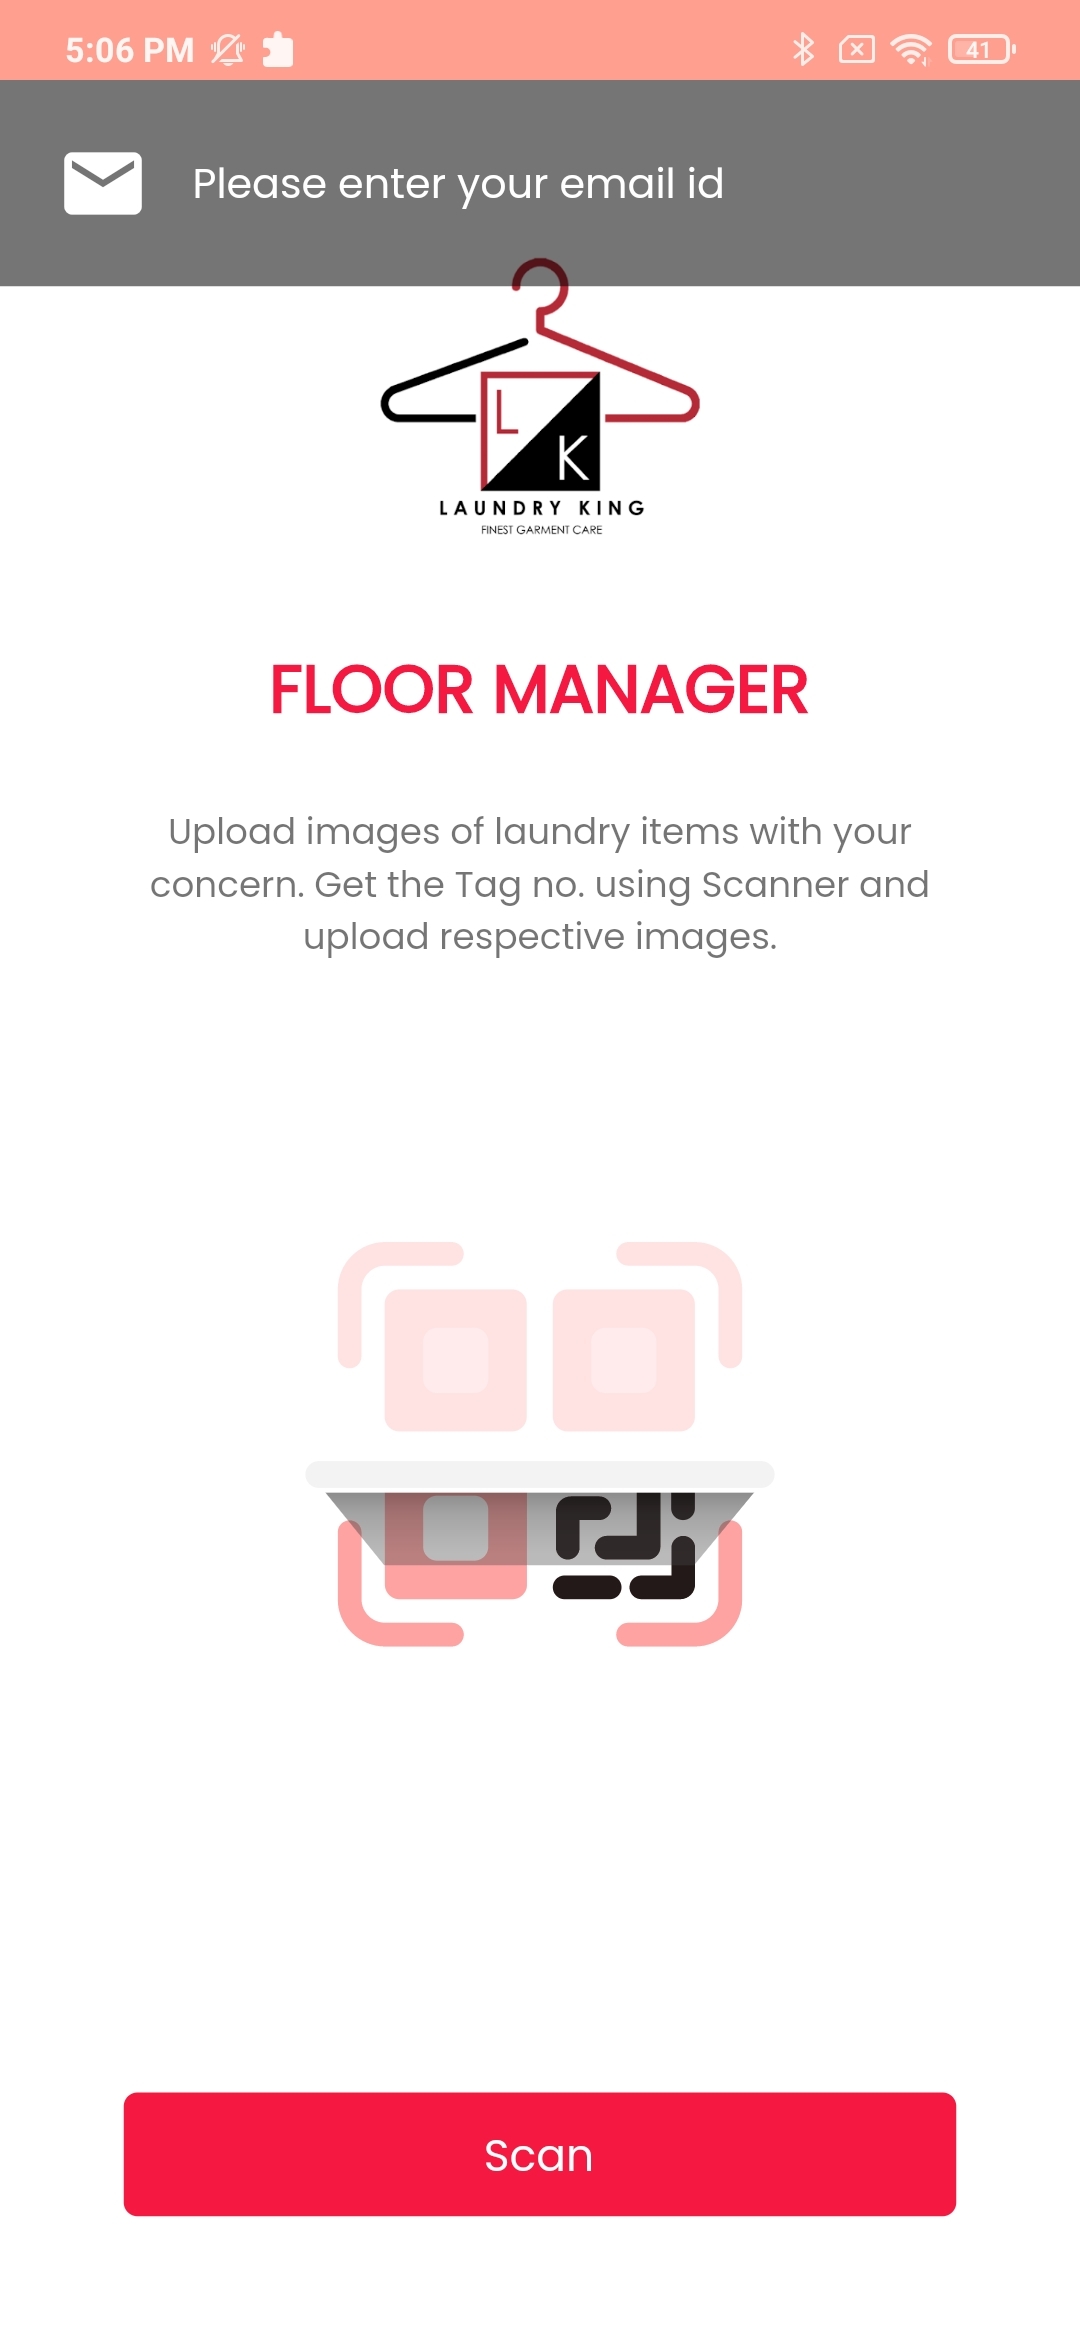 5:06 PM
41
Please enter your email id
L
K
LAUNDRY KING
FINEST GARMENT CARE
FLOOR MANAGER
Upload images of laundry items with your
concern. Get the Tag no. using Scanner and
upload respective images.
Scan